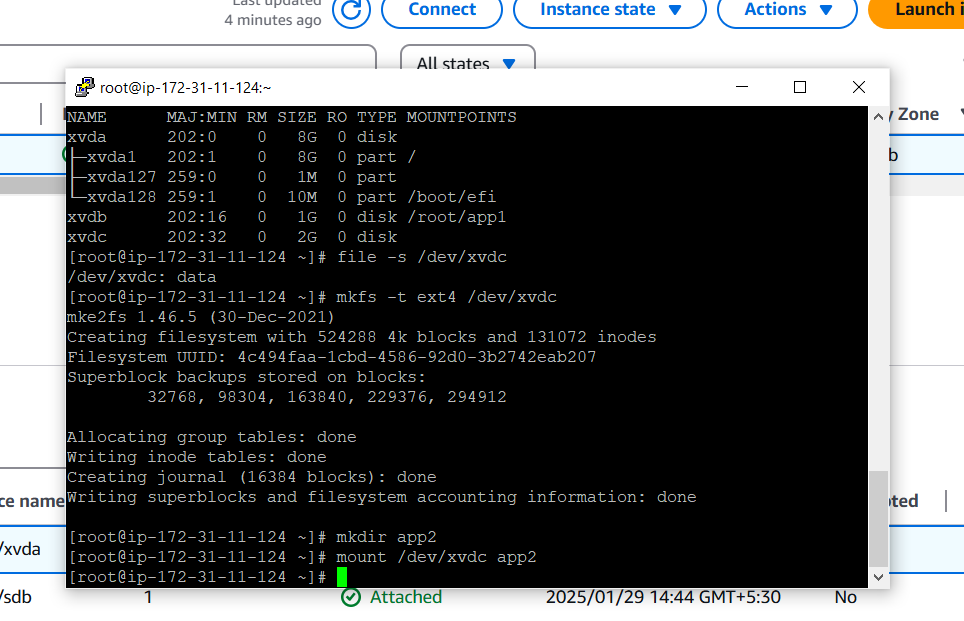 Last updated
4 minutes ago
Connect
Instance state
Actions
Launch i
All states
root@ip-172-31-11-124:~
Zone
NAME MAJ:MIN RM SIZE RO TYPE MOUNTPOINTS
xvda 202:0 0 8G 0 disk
├─xvda1 202:1 0 8G 0 part /
├─xvda127 259:0 0 1M 0 part
└─xvda128 259:1 0 10M 0 part /boot/efi
xvdb 202:16 0 1G 0 disk /root/app1
xvdc 202:32 0 2G 0 disk
[root@ip-172-31-11-124 ~]# file -s /dev/xvdc
/dev/xvdc: data
[root@ip-172-31-11-124 ~]# mkfs -t ext4 /dev/xvdc
mke2fs 1.46.5 (30-Dec-2021)
Creating filesystem with 524288 4k blocks and 131072 inodes
Filesystem UUID: 4c494faa-1cbd-4586-92d0-3b2742eab207
Superblock backups stored on blocks:
32768, 98304, 163840, 229376, 294912
Allocating group tables: done
Writing inode tables: done
Creating journal (16384 blocks): done
Writing superblocks and filesystem accounting information: done
[root@ip-172-31-11-124 ~]# mkdir app2
[root@ip-172-31-11-124 ~]# mount /dev/xvdc app2
[root@ip-172-31-11-124 ~]#
ce name
pted
/xvda
/sdb 1 Attached 2025/01/29 14:44 GMT+5:30 No